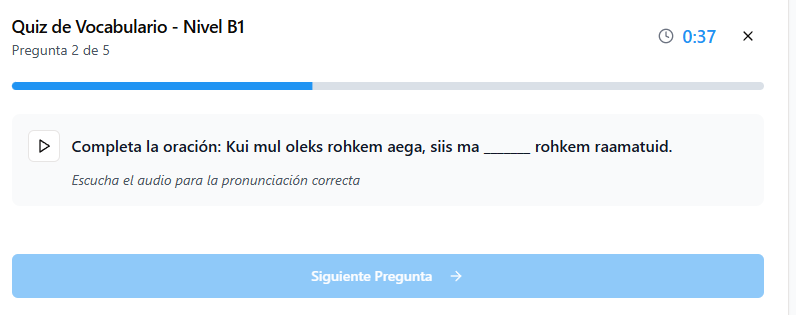 Quiz de Vocabulario - Nivel B1
Pregunta 2 de 5
0:37
Completa la oración: Kui mul oleks rohkem aega, siis ma _______ rohkem raamatuid.
Escucha el audio para la pronunciación correcta
Siguiente Pregunta